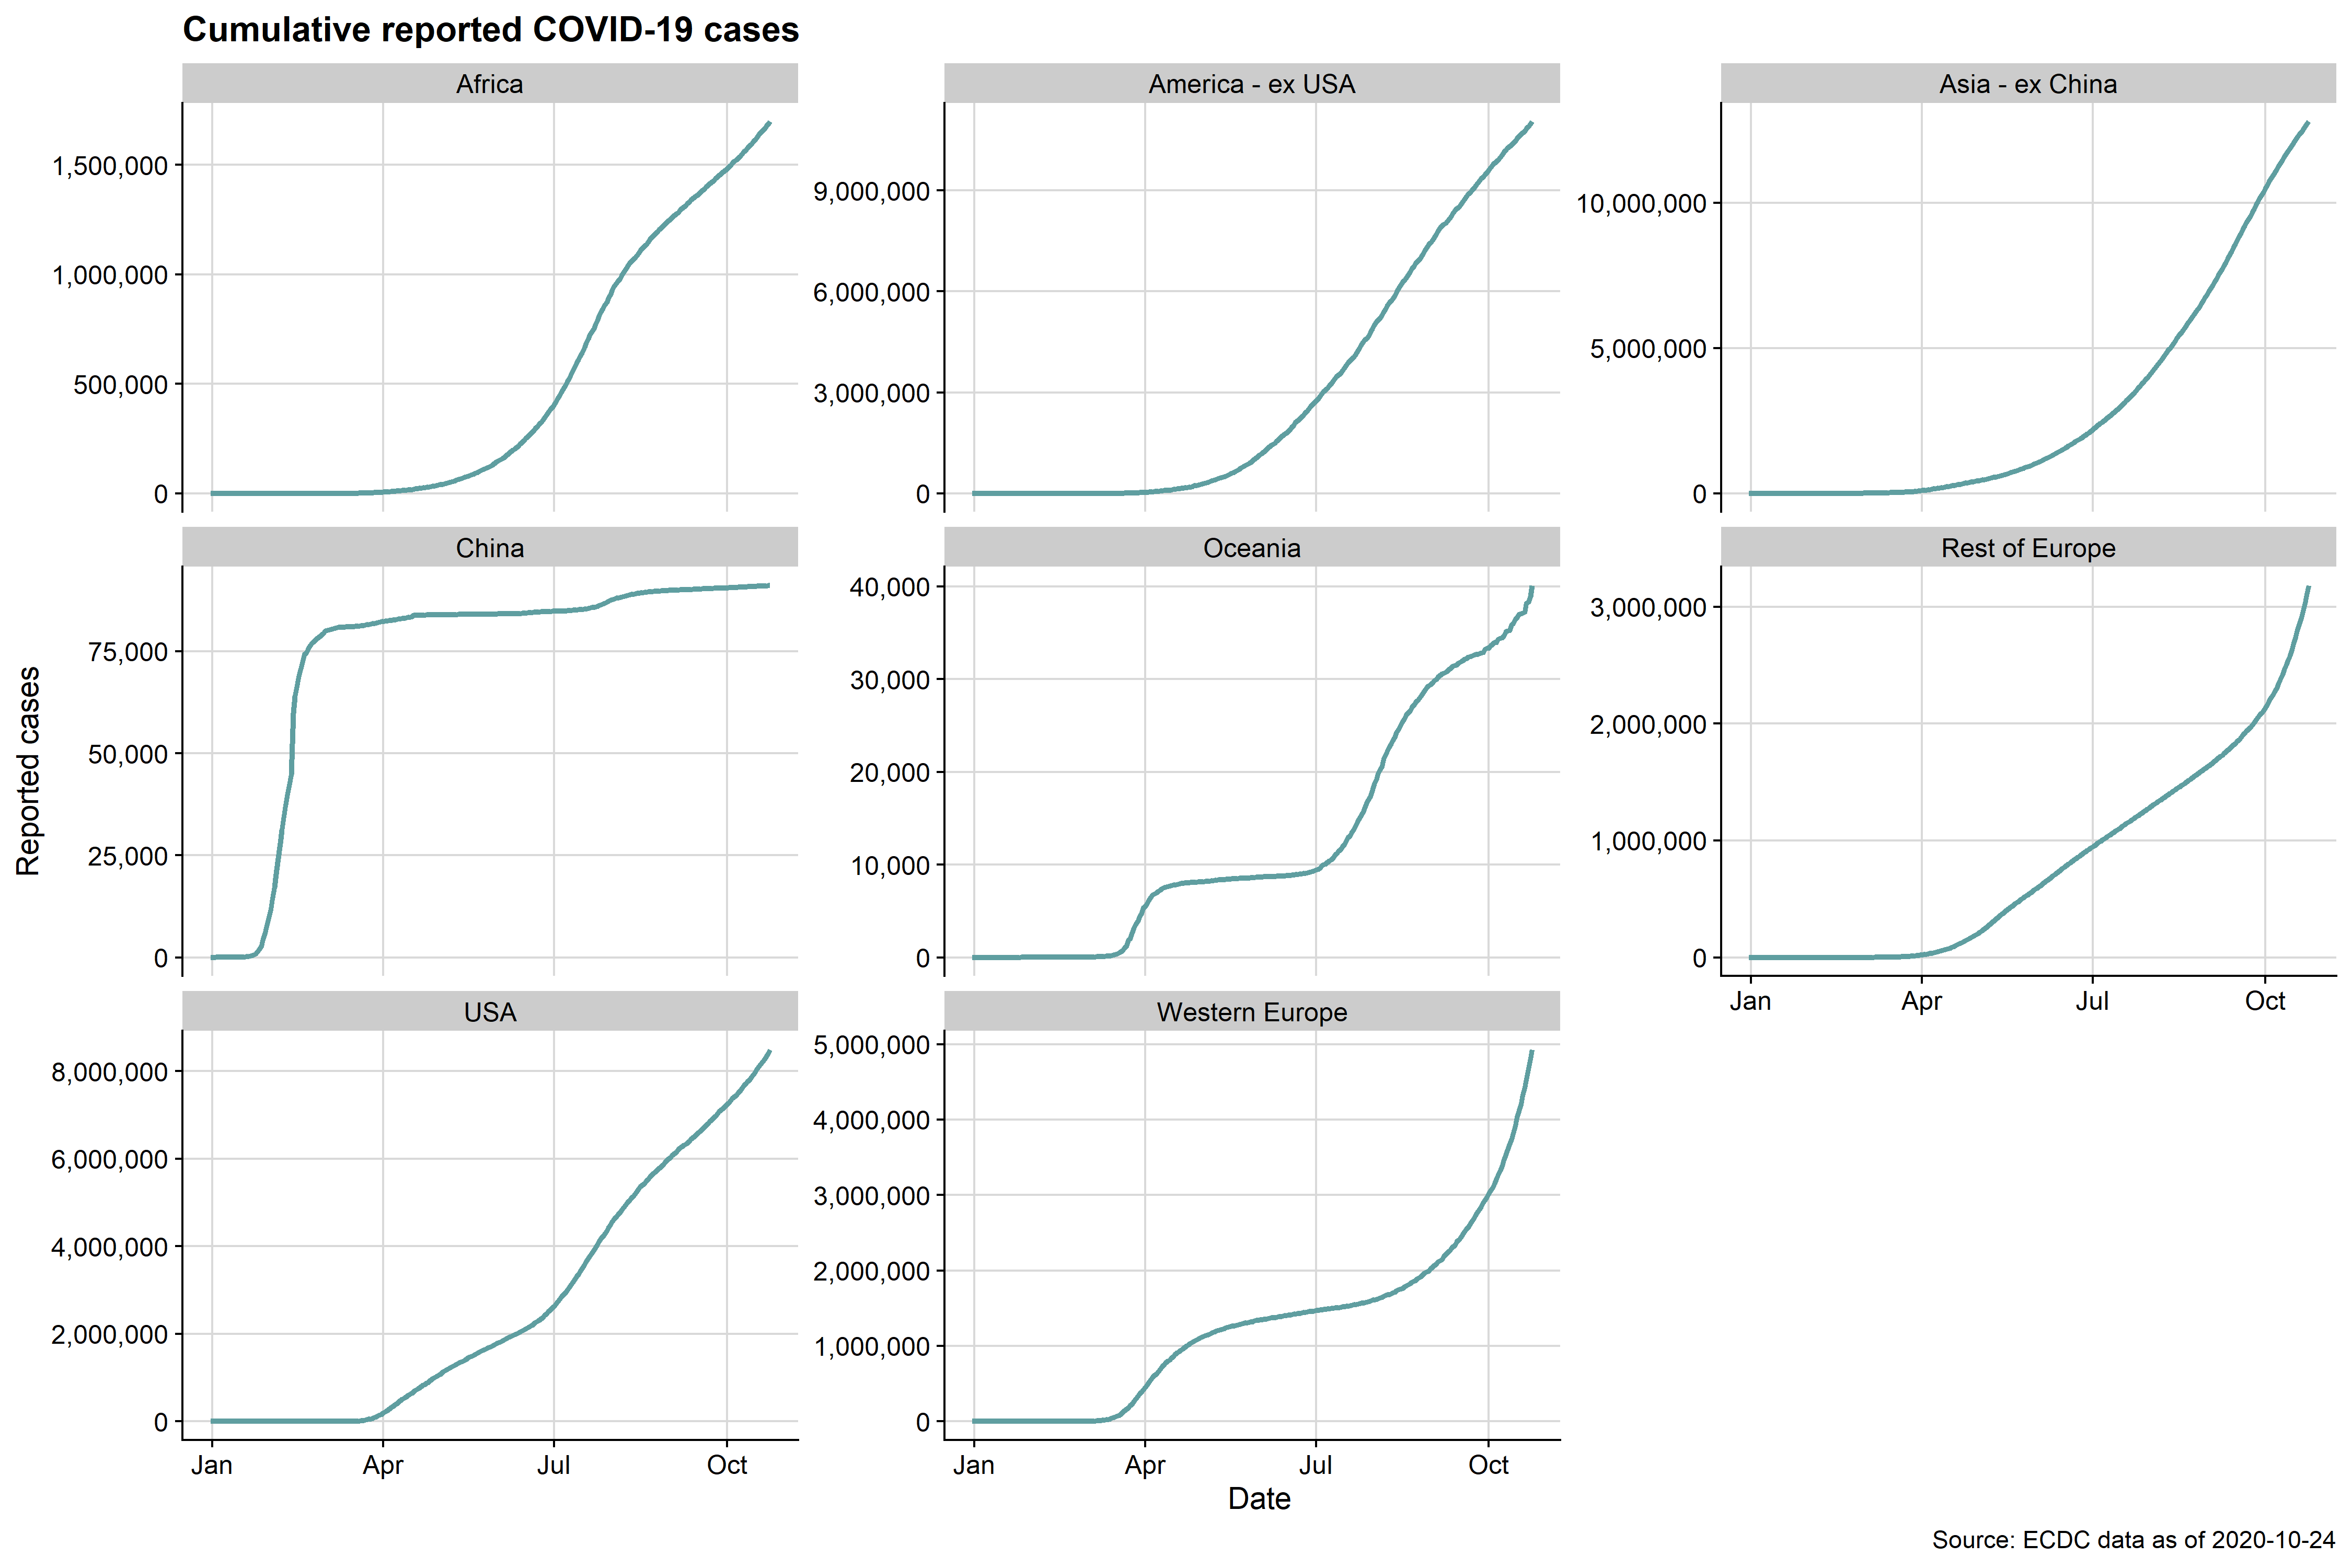 Cumulative reported COVID-19 cases
Africa
1,500,000
1,000,000
500,000
0
America - ex USA
9,000,000
6,000,000
3,000,000
0
Asia - ex China
10,000,000
5,000,000
0
Reported cases
China
75,000
50,000
25,000
0
Oceania
40,000
30,000
20,000
10,000
0
Rest of Europe
3,000,000
2,000,000
1,000,000
0
Jan Apr Jul Oct
USA
8,000,000
6,000,000
4,000,000
2,000,000
0
Jan Apr Jul Oct
Western Europe
5,000,000
4,000,000
3,000,000
2,000,000
1,000,000
0
Jan Apr Jul Oct
Date
Source: ECDC data as of 2020-10-24